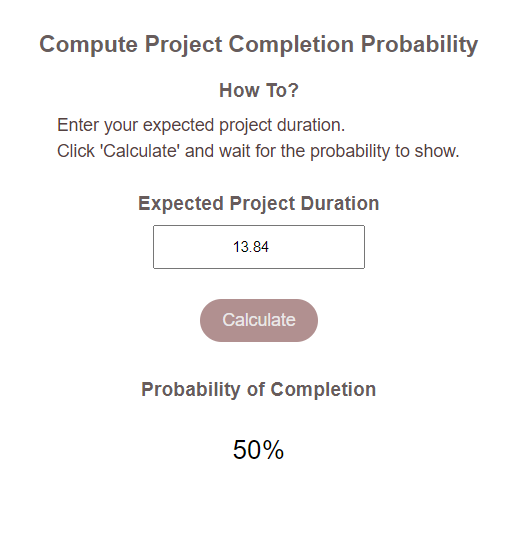 Compute Project Completion Probability
How To?
Enter your expected project duration.
Click 'Calculate' and wait for the probability to show.
Expected Project Duration
13.84
Calculate
Probability of Completion
50%